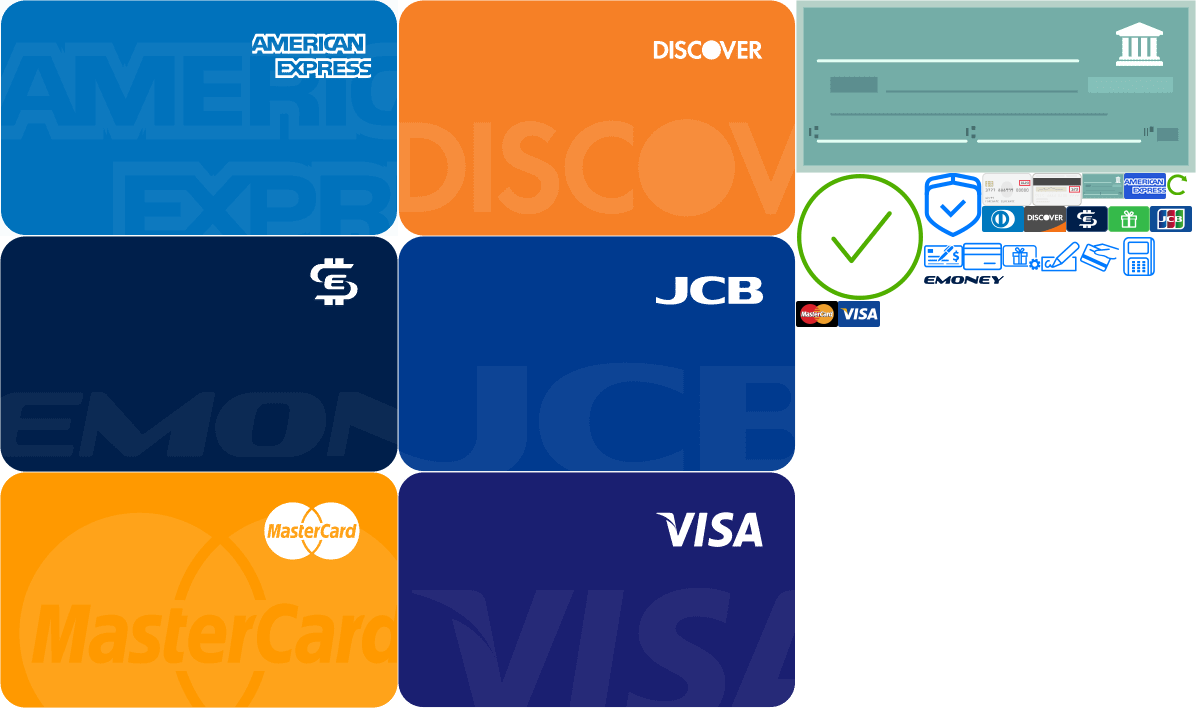 AMERICAN
EXPRESS
AMERIC
EXPR
DISCOVER
DISCOV
AMERICAN
EXPRESS
DISCOVER
JCB
EMONEY
MasterCard
VISA
EMON
JCB
JCB
MasterCard
MasterCard
VISA
VISA